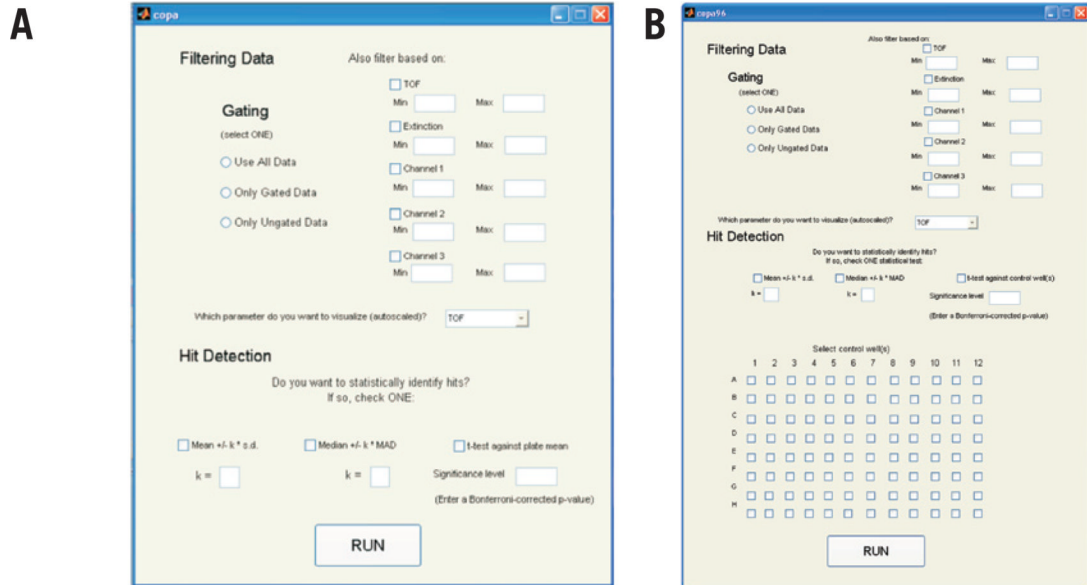 A
copa
Filtering Data
Also filter based on:
TOF
Min Max
Gating
(select ONE)
Extinction
Min Max
Use All Data
Channel 1
Min Max
Only Gated Data
Channel 2
Min Max
Only Ungated Data
Channel 3
Min Max
Which parameter do you want to visualize (autoscaled)? TOF
Hit Detection
Do you want to statistically identify hits?
If so, check ONE:
Mean +/- k * s.d. Median +/- k * MAD t-test against plate mean
k = k = Significance level
(Enter a Bonferroni-corrected p-value)
RUN
B
copa96
Also filter based on:
Filtering Data
TOF
Min Max
Gating
Extinction
(select ONE)
Min Max
Use All Data
Channel 1
Only Gated Data
Min Max
Channel 2
Only Ungated Data
Min Max
Channel 3
Min Max
Which parameter do you want to visualize (autoscaled)? TOF
Hit Detection
Do you want to statistically identify hits?
If so, check ONE statistical test:
Mean +/- k * s.d. Median +/- k * MAD t-test against control well(s)
k = k = Significance level
(Enter a Bonferroni-corrected p-value)
Select control well(s)
1 2 3 4 5 6 7 8 9 10 11 12
A
B
C
D
E
F
G
H
RUN